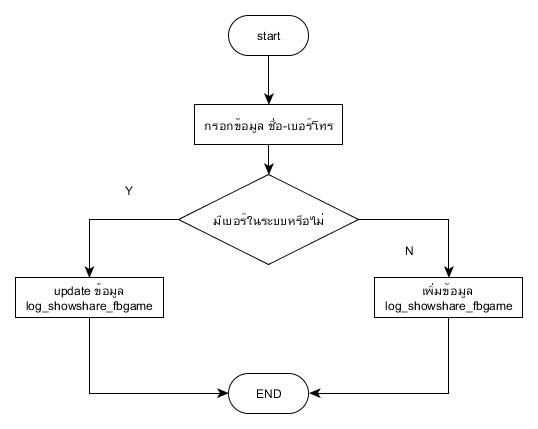 start
กรอกข้อมูล ชื่อ-เบอร์โทร
มีเบอร์ในระบบหรือไม่
Y
N
update ข้อมูล
log_showshare_fbgame
เพิ่มข้อมูล
log_showshare_fbgame
END